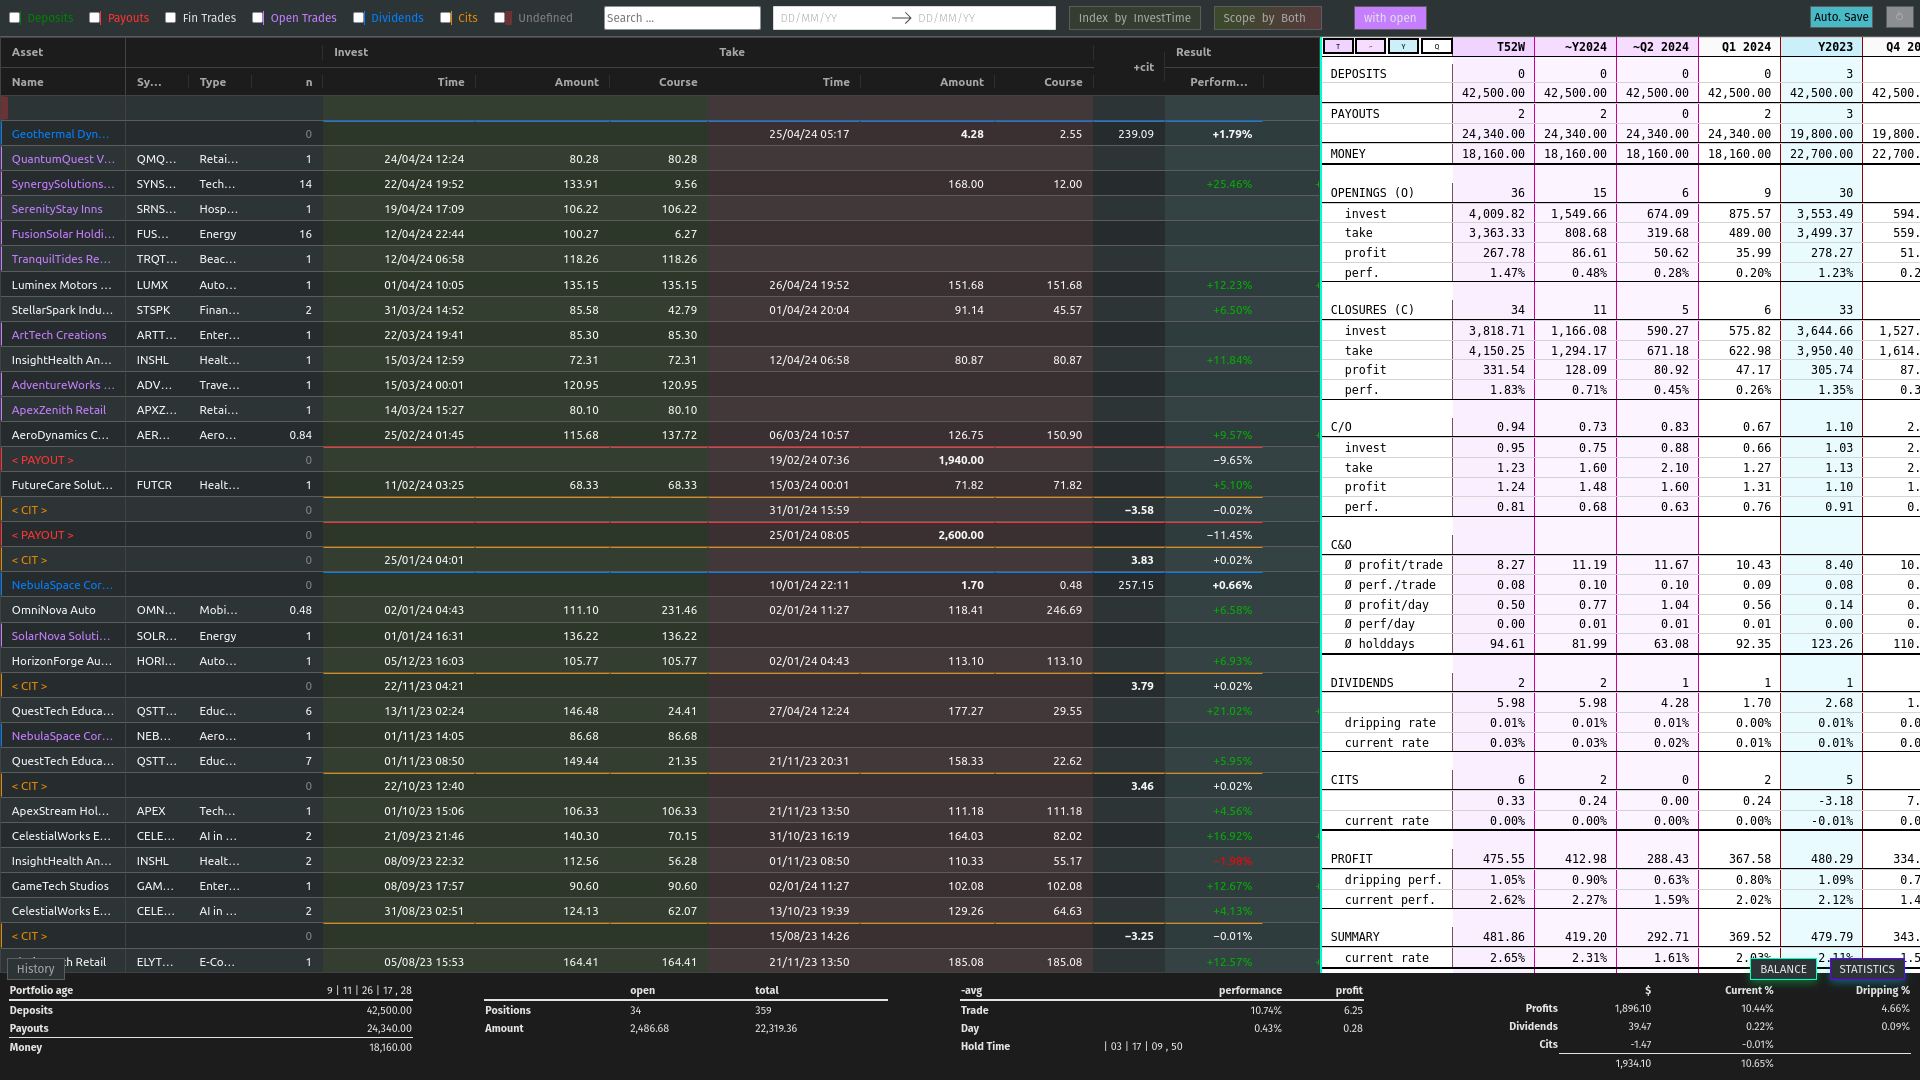 Deposits Payouts Fin Trades Open Trades Dividends Cits Undefined Search ... DD/MM/YY DD/MM/YY Index by InvestTime Scope by Both with open Auto. Save
Asset Invest Take +cit Result
Name Sy... Type n Time Amount Course Time Amount Course Perform...
Geothermal Dyn... 0 25/04/24 05:17 4.28 2.55 239.09 +1.79%
QuantumQuest V... QMQ... Retai... 1 24/04/24 12:24 80.28 80.28
SynergySolutions... SYNS... Tech... 14 22/04/24 19:52 133.91 9.56 168.00 12.00 +25.46%
SerenityStay Inns SRNS... Hosp... 1 19/04/24 17:09 106.22 106.22
FusionSolar Holdi... FUS... Energy 16 12/04/24 22:44 100.27 6.27
TranquilTides Re... TRQT... Beac... 1 12/04/24 06:58 118.26 118.26
Luminex Motors ... LUMX Auto... 1 01/04/24 10:05 135.15 135.15 26/04/24 19:52 151.68 151.68 +12.23%
StellarSpark Indu... STSPK Finan... 2 31/03/24 14:52 85.58 42.79 01/04/24 20:04 91.14 45.57 +6.50%
ArtTech Creations ARTT... Enter... 1 22/03/24 19:41 85.30 85.30
InsightHealth An... INSHL Healt... 1 15/03/24 12:59 72.31 72.31 12/04/24 06:58 80.87 80.87 +11.84%
AdventureWorks ... ADV... Trave... 1 15/03/24 00:01 120.95 120.95
ApexZenith Retail APXZ... Retai... 1 14/03/24 15:27 80.10 80.10
AeroDynamics C... AER... Aero... 0.84 25/02/24 01:45 115.68 137.72 06/03/24 10:57 126.75 150.90 +9.57%
< PAYOUT > 0 19/02/24 07:36 1,940.00 −9.65%
FutureCare Solut... FUTCR Healt... 1 11/02/24 03:25 68.33 68.33 15/03/24 00:01 71.82 71.82 +5.10%
< CIT > 0 31/01/24 15:59 −3.58 −0.02%
< PAYOUT > 0 25/01/24 08:05 2,600.00 −11.45%
< CIT > 0 25/01/24 04:01 3.83 +0.02%
NebulaSpace Cor... 0 10/01/24 22:11 1.70 0.48 257.15 +0.66%
OmniNova Auto OMN... Mobi... 0.48 02/01/24 04:43 111.10 231.46 02/01/24 11:27 118.41 246.69 +6.58%
SolarNova Soluti... SOLR... Energy 1 01/01/24 16:31 136.22 136.22
HorizonForge Au... HORI... Auto... 1 05/12/23 16:03 105.77 105.77 02/01/24 04:43 113.10 113.10 +6.93%
< CIT > 0 22/11/23 04:21 3.79 +0.02%
QuestTech Educa... QSTT... Educ... 6 13/11/23 02:24 146.48 24.41 27/04/24 12:24 177.27 29.55 +21.02%
NebulaSpace Cor... NEB... Aero... 1 01/11/23 14:05 86.68 86.68
QuestTech Educa... QSTT... Educ... 7 01/11/23 08:50 149.44 21.35 21/11/23 20:31 158.33 22.62 +5.95%
< CIT > 0 22/10/23 12:40 3.46 +0.02%
ApexStream Hol... APEX Tech... 1 01/10/23 15:06 106.33 106.33 21/11/23 13:50 111.18 111.18 +4.56%
CelestialWorks E... CELE... AI in ... 2 21/09/23 21:46 140.30 70.15 31/10/23 16:19 164.03 82.02 +16.92%
InsightHealth An... INSHL Healt... 2 08/09/23 22:32 112.56 56.28 01/11/23 08:50 110.33 55.17 −1.98%
GameTech Studios GAM... Enter... 1 08/09/23 17:57 90.60 90.60 02/01/24 11:27 102.08 102.08 +12.67%
CelestialWorks E... CELE... AI in ... 2 31/08/23 02:51 124.13 62.07 13/10/23 19:39 129.26 64.63 +4.13%
< CIT > 0 15/08/23 14:26 −3.25 −0.01%
Retail ELYT... E-Co... 1 05/08/23 15:53 164.41 164.41 21/11/23 13:50 185.08 185.08 +12.57%
History
T ~ Y Q T52W ~Y2024 ~Q2 2024 Q1 2024 Y2023 Q4 20
DEPOSITS 0 0 0 0 3
42,500.00 42,500.00 42,500.00 42,500.00 42,500.00 42,500.
PAYOUTS 2 2 0 2 3
24,340.00 24,340.00 24,340.00 24,340.00 19,800.00 19,800.
MONEY 18,160.00 18,160.00 18,160.00 18,160.00 22,700.00 22,700.
OPENINGS (O) 36 15 6 9 30
invest 4,009.82 1,549.66 674.09 875.57 3,553.49 594.
take 3,363.33 808.68 319.68 489.00 3,499.37 559.
profit 267.78 86.61 50.62 35.99 278.27 51.
perf. 1.47% 0.48% 0.28% 0.20% 1.23% 0.2
CLOSURES (C) 34 11 5 6 33
invest 3,818.71 1,166.08 590.27 575.82 3,644.66 1,527.
take 4,150.25 1,294.17 671.18 622.98 3,950.40 1,614.
profit 331.54 128.09 80.92 47.17 305.74 87.
perf. 1.83% 0.71% 0.45% 0.26% 1.35% 0.3
C/O 0.94 0.73 0.83 0.67 1.10 2.
invest 0.95 0.75 0.88 0.66 1.03 2.
take 1.23 1.60 2.10 1.27 1.13 2.
profit 1.24 1.48 1.60 1.31 1.10 1.
perf. 0.81 0.68 0.63 0.76 0.91 0.
C&O
Ø profit/trade 8.27 11.19 11.67 10.43 8.40 10.
Ø perf./trade 0.08 0.10 0.10 0.09 0.08 0.
Ø profit/day 0.50 0.77 1.04 0.56 0.14 0.
Ø perf/day 0.00 0.01 0.01 0.01 0.00 0.
Ø holddays 94.61 81.99 63.08 92.35 123.26 110.
DIVIDENDS 2 2 1 1 1
5.98 5.98 4.28 1.70 2.68 1.
dripping rate 0.01% 0.01% 0.01% 0.00% 0.01% 0.0
current rate 0.03% 0.03% 0.02% 0.01% 0.01% 0.0
CITS 6 2 0 2 5
0.33 0.24 0.00 0.24 -3.18 7.
current rate 0.00% 0.00% 0.00% 0.00% -0.01% 0.0
PROFIT 475.55 412.98 288.43 367.58 480.29 334.
dripping perf. 1.05% 0.90% 0.63% 0.80% 1.09% 0.7
current perf. 2.62% 2.27% 1.59% 2.02% 2.12% 1.4
SUMMARY 481.86 419.20 292.71 369.52 479.79 343.
current rate 2.65% 2.31% 1.61% 2.03% 2.11% 1.5
BALANCE STATISTICS
Portfolio age 9 | 11 | 26 | 17 , 28
Deposits 42,500.00
Payouts 24,340.00
Money 18,160.00
open total
Positions 34 359
Amount 2,486.68 22,319.36
-avg performance profit
Trade 10.74% 6.25
Day 0.43% 0.28
Hold Time | 03 | 17 | 09 , 50
$ Current % Dripping %
Profits 1,896.10 10.44% 4.66%
Dividends 39.47 0.22% 0.09%
Cits -1.47 -0.01%
1,934.10 10.65%